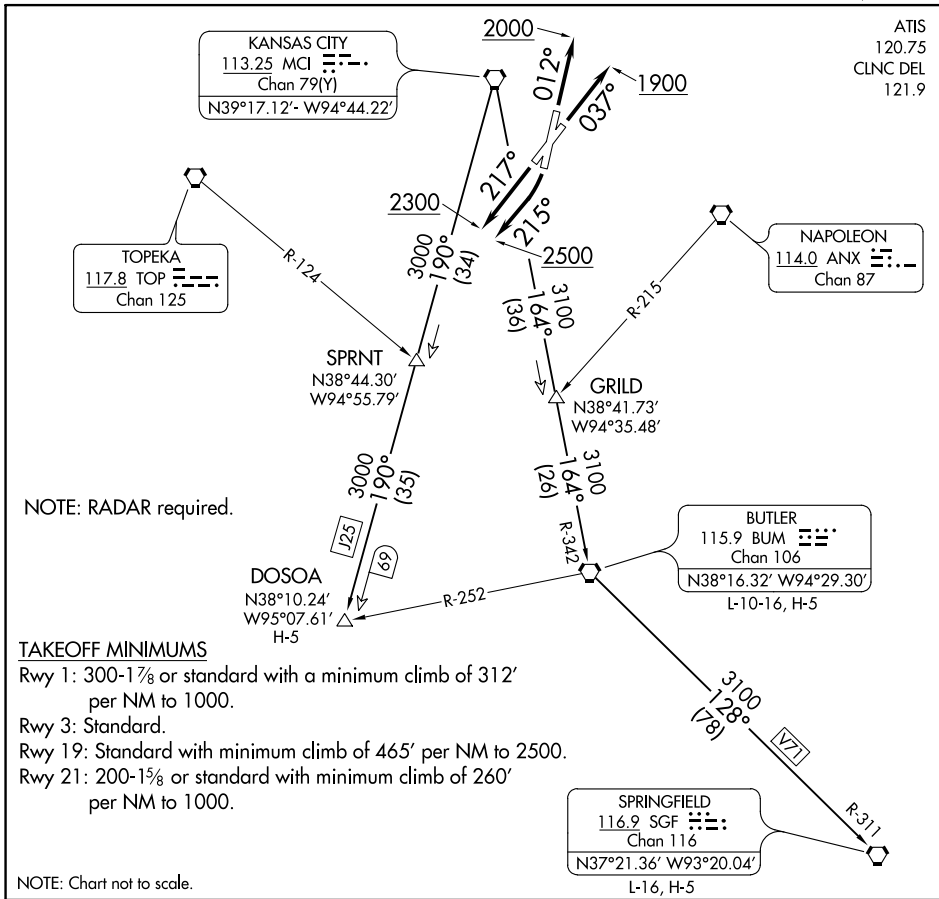 ATIS
120.75
CLNC DEL
121.9
KANSAS CITY
113.25 MCI
Chan 79(Y)
N39°17.12'- W94°44.22'
2000
012°
037°
1900
217°
2300
215°
2500
TOPEKA
117.8 TOP
Chan 125
R-124
3000
190°
(34)
NAPOLEON
114.0 ANX
Chan 87
R-215
3100
164°
(36)
SPRNT
N38°44.30'
W94°55.79'
GRILD
N38°41.73'
W94°35.48'
3000
190°
(35)
3100
164°
(26)
NOTE: RADAR required.
J25
69
R-342
BUTLER
115.9 BUM
Chan 106
N38°16.32' W94°29.30'
L-10-16, H-5
DOSOA
N38°10.24'
W95°07.61'
H-5
R-252
TAKEOFF MINIMUMS
Rwy 1: 300-1⅞ or standard with a minimum climb of 312'
per NM to 1000.
Rwy 3: Standard.
Rwy 19: Standard with minimum climb of 465' per NM to 2500.
Rwy 21: 200-1⅝ or standard with minimum climb of 260'
per NM to 1000.
3100
128°
(78)
V71
R-311
SPRINGFIELD
116.9 SGF
Chan 116
N37°21.36' W93°20.04'
L-16, H-5
NOTE: Chart not to scale.